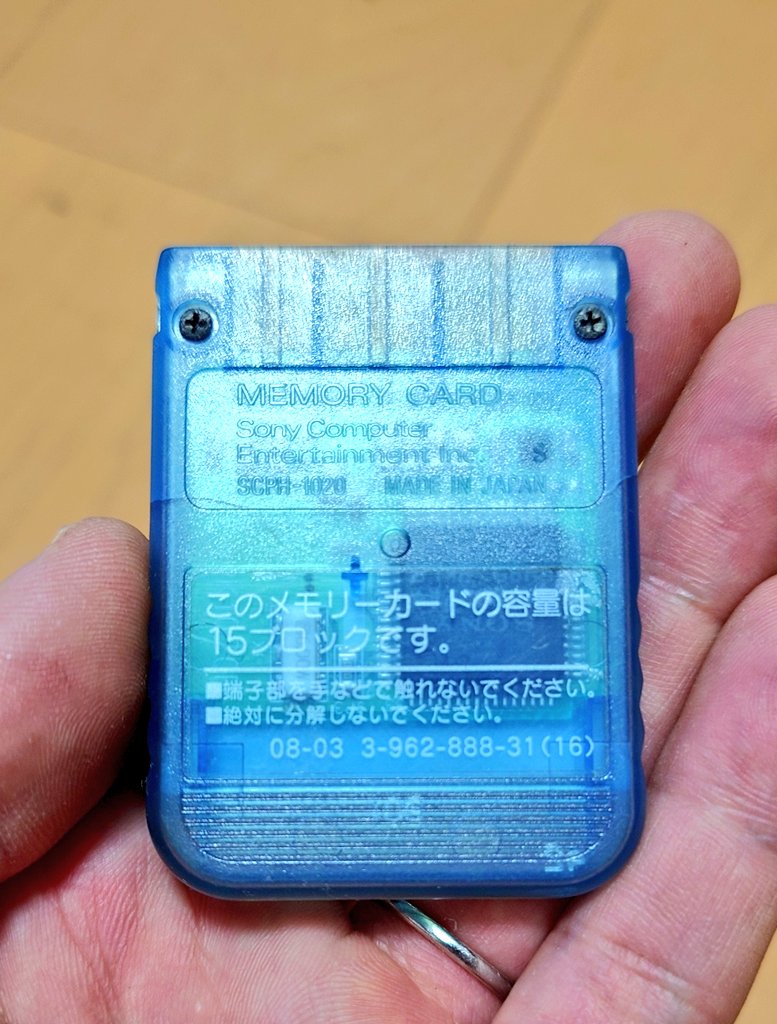 MEMORY CARD
Sony Computer
Entertainment Inc. S
SCPH-1020 MADE IN JAPAN
このメモリーカードの容量は
15ブロックです。
■端子部を手などで触れないでください。
■絶対に分解しないでください。
08-03 3-962-888-31(16)